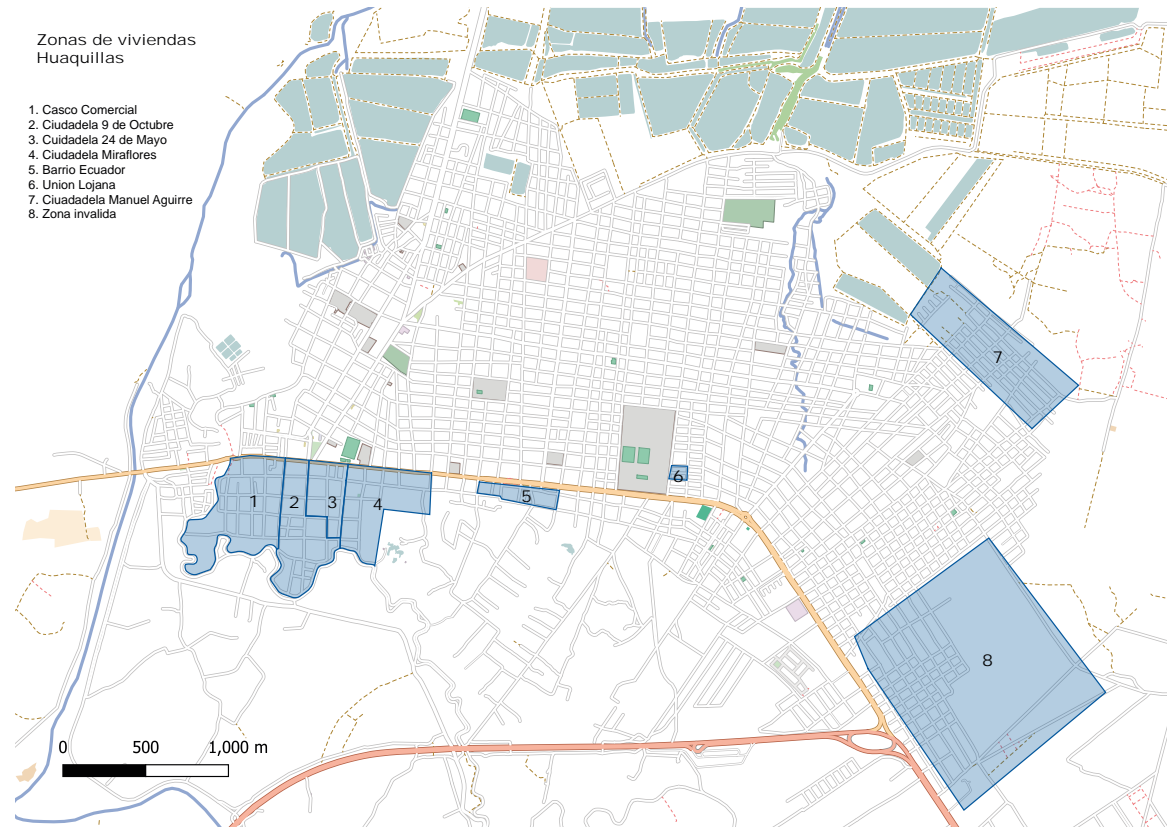 Zonas de viviendas
Huaquillas
1. Casco Comercial
2. Ciudadela 9 de Octubre
3. Cuidadela 24 de Mayo
4. Ciudadela Miraflores
5. Barrio Ecuador
6. Union Lojana
7. Ciuadadela Manuel Aguirre
8. Zona invalida
7
6
5
1
2
3
4
8
0 500 1,000 m